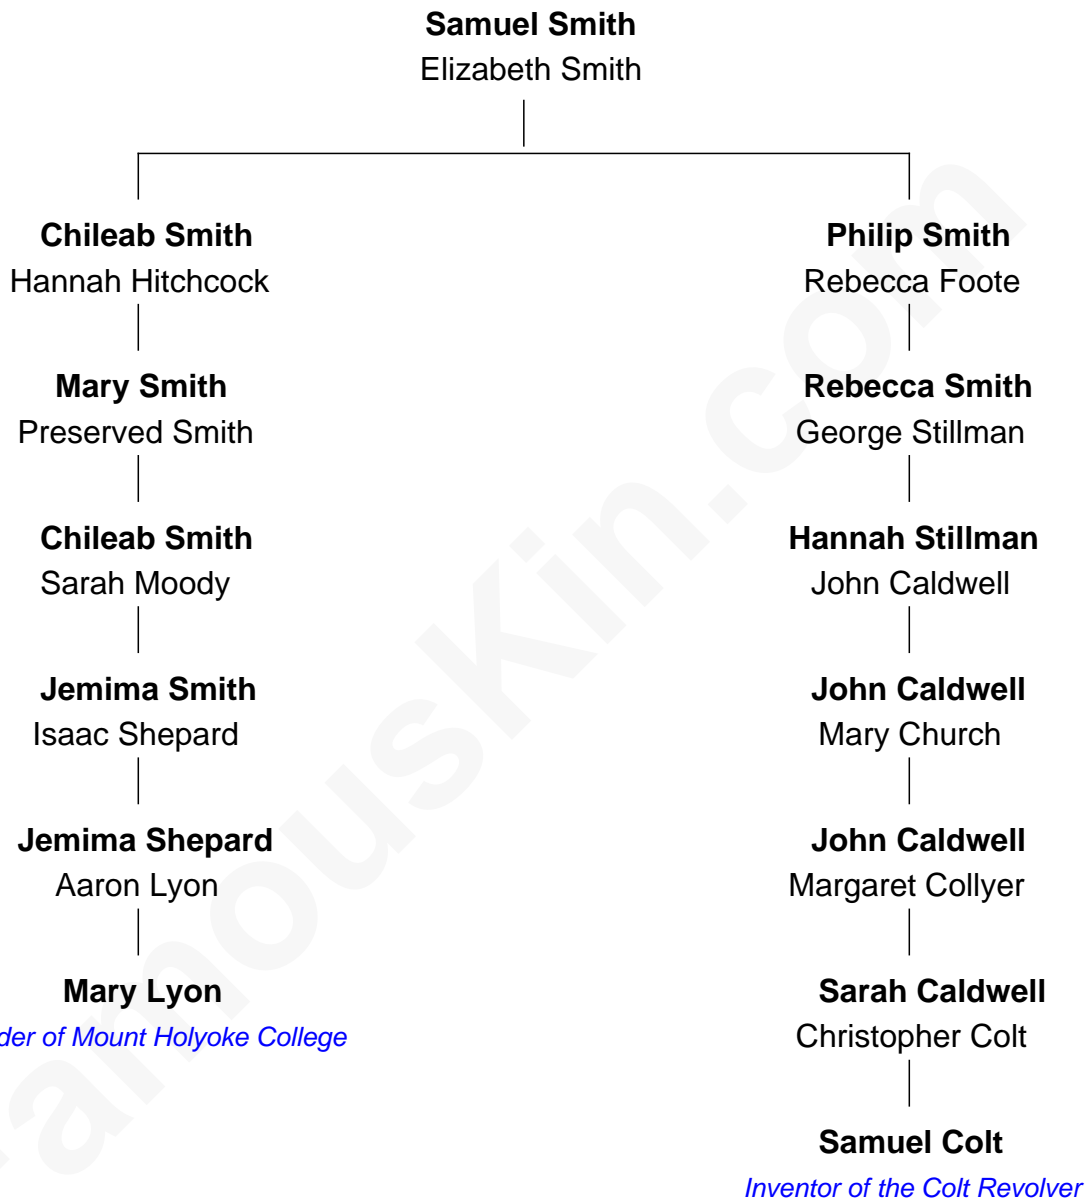 Samuel Smith
Elizabeth Smith
Chileab Smith
Hannah Hitchcock
Philip Smith
Rebecca Foote
Mary Smith
Preserved Smith
Rebecca Smith
George Stillman
Chileab Smith
Sarah Moody
Hannah Stillman
John Caldwell
Jemima Smith
Isaac Shepard
John Caldwell
Mary Church
Jemima Shepard
Aaron Lyon
John Caldwell
Margaret Collyer
Mary Lyon
der of Mount Holyoke College
Sarah Caldwell
Christopher Colt
Samuel Colt
Inventor of the Colt Revolver
amouskin.com